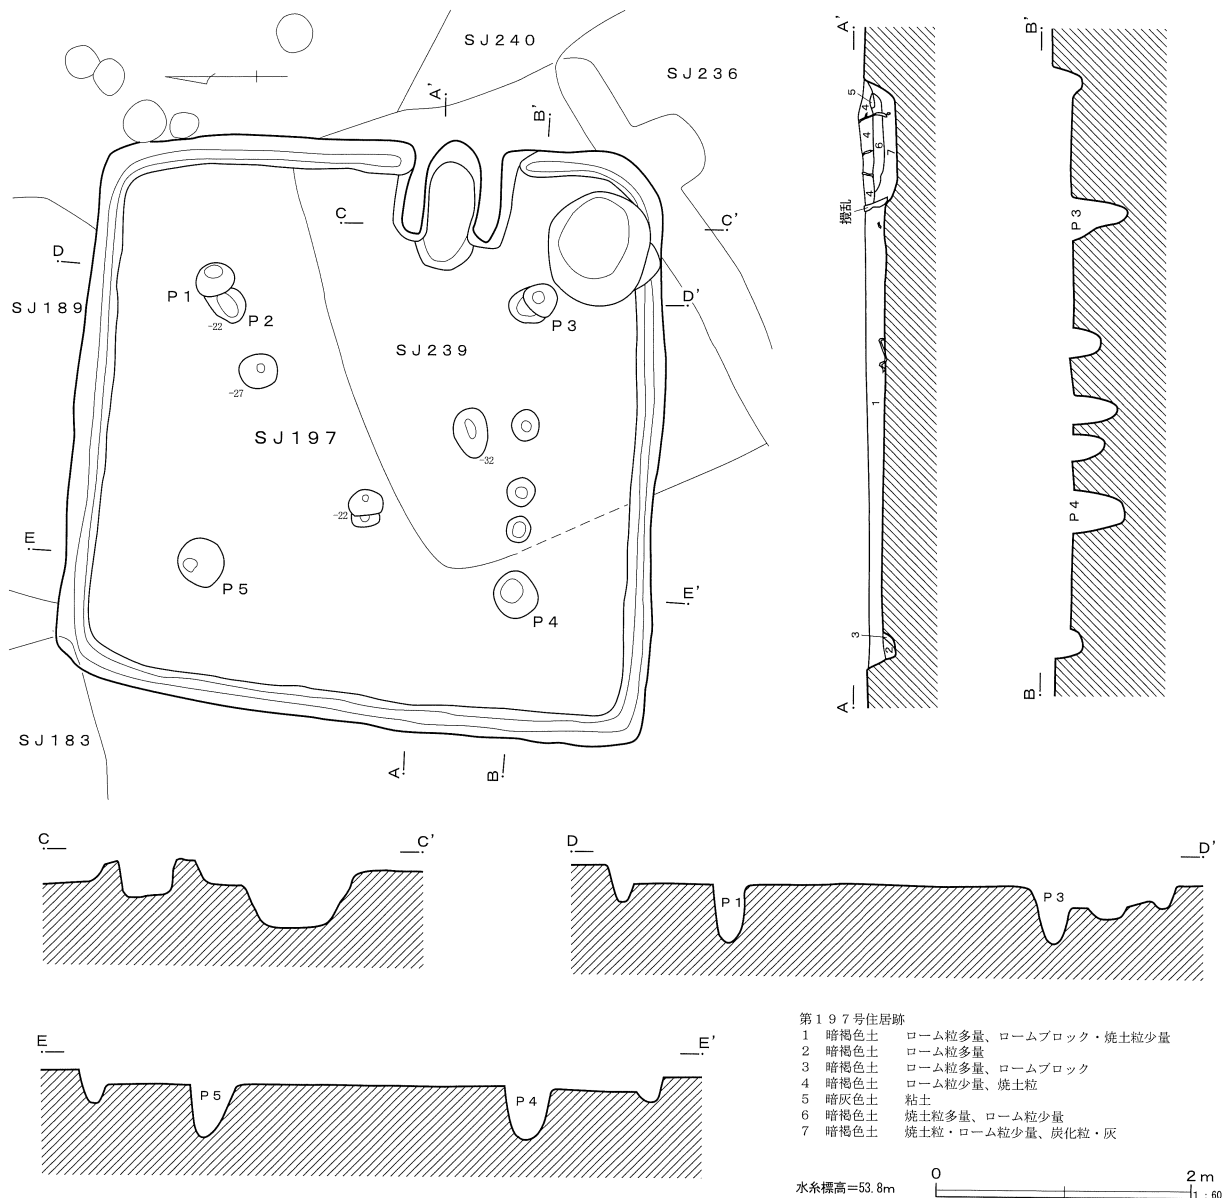 SJ240
SJ236
A'
B'
C
C'
D
D'
P1
P2
-22
P3
SJ189
SJ239
-27
SJ197
-32
-22
E
E'
P5
P4
SJ183
A
B
A'
5
4
4
6
7
4
攪乱
1
3
2
A
B'
P3
P4
B
C
C'
D
D'
P1
P3
E
E'
P5
P4
第197号住居跡
1 暗褐色土 ローム粒多量、ロームブロック・焼土粒少量
2 暗褐色土 ローム粒多量
3 暗褐色土 ローム粒多量、ロームブロック
4 暗褐色土 ローム粒少量、焼土粒
5 暗灰色土 粘土
6 暗褐色土 焼土粒多量、ローム粒少量
7 暗褐色土 焼土粒・ローム粒少量、炭化粒・灰
水糸標高=53.8m
0 2m
1:60